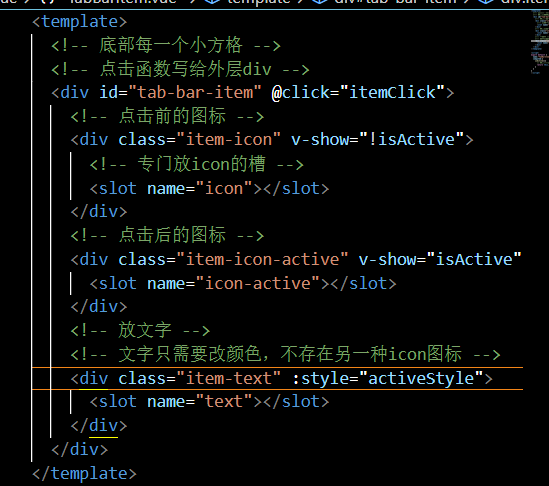 TabBarItem.vue > {} "TabBarItem.vue" > template > div#tab-bar-item > div.item
<template>
<!-- 底部每一个小方格 -->
<!-- 点击函数写给外层div -->
<div id="tab-bar-item" @click="itemClick">
<!-- 点击前的图标 -->
<div class="item-icon" v-show="!isActive">
<!-- 专门放icon的槽 -->
<slot name="icon"></slot>
</div>
<!-- 点击后的图标 -->
<div class="item-icon-active" v-show="isActive"
<slot name="icon-active"></slot>
</div>
<!-- 放文字 -->
<!-- 文字只需要改颜色，不存在另一种icon图标 -->
<div class="item-text" :style="activeStyle">
<slot name="text"></slot>
</div>
</div>
</template>